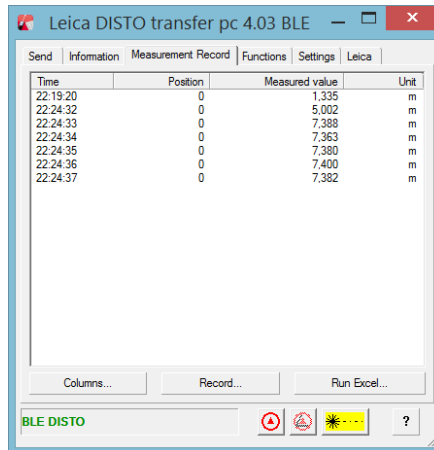 Leica DISTO transfer pc 4.03 BLE
Send Information Measurement Record Functions Settings Leica
Time Position Measured value Unit
22:19:20 0 1,335 m
22:24:32 0 5,002 m
22:24:33 0 7,388 m
22:24:34 0 7,363 m
22:24:35 0 7,380 m
22:24:36 0 7,400 m
22:24:37 0 7,382 m
Columns... Record... Run Excel...
BLE DISTO ?